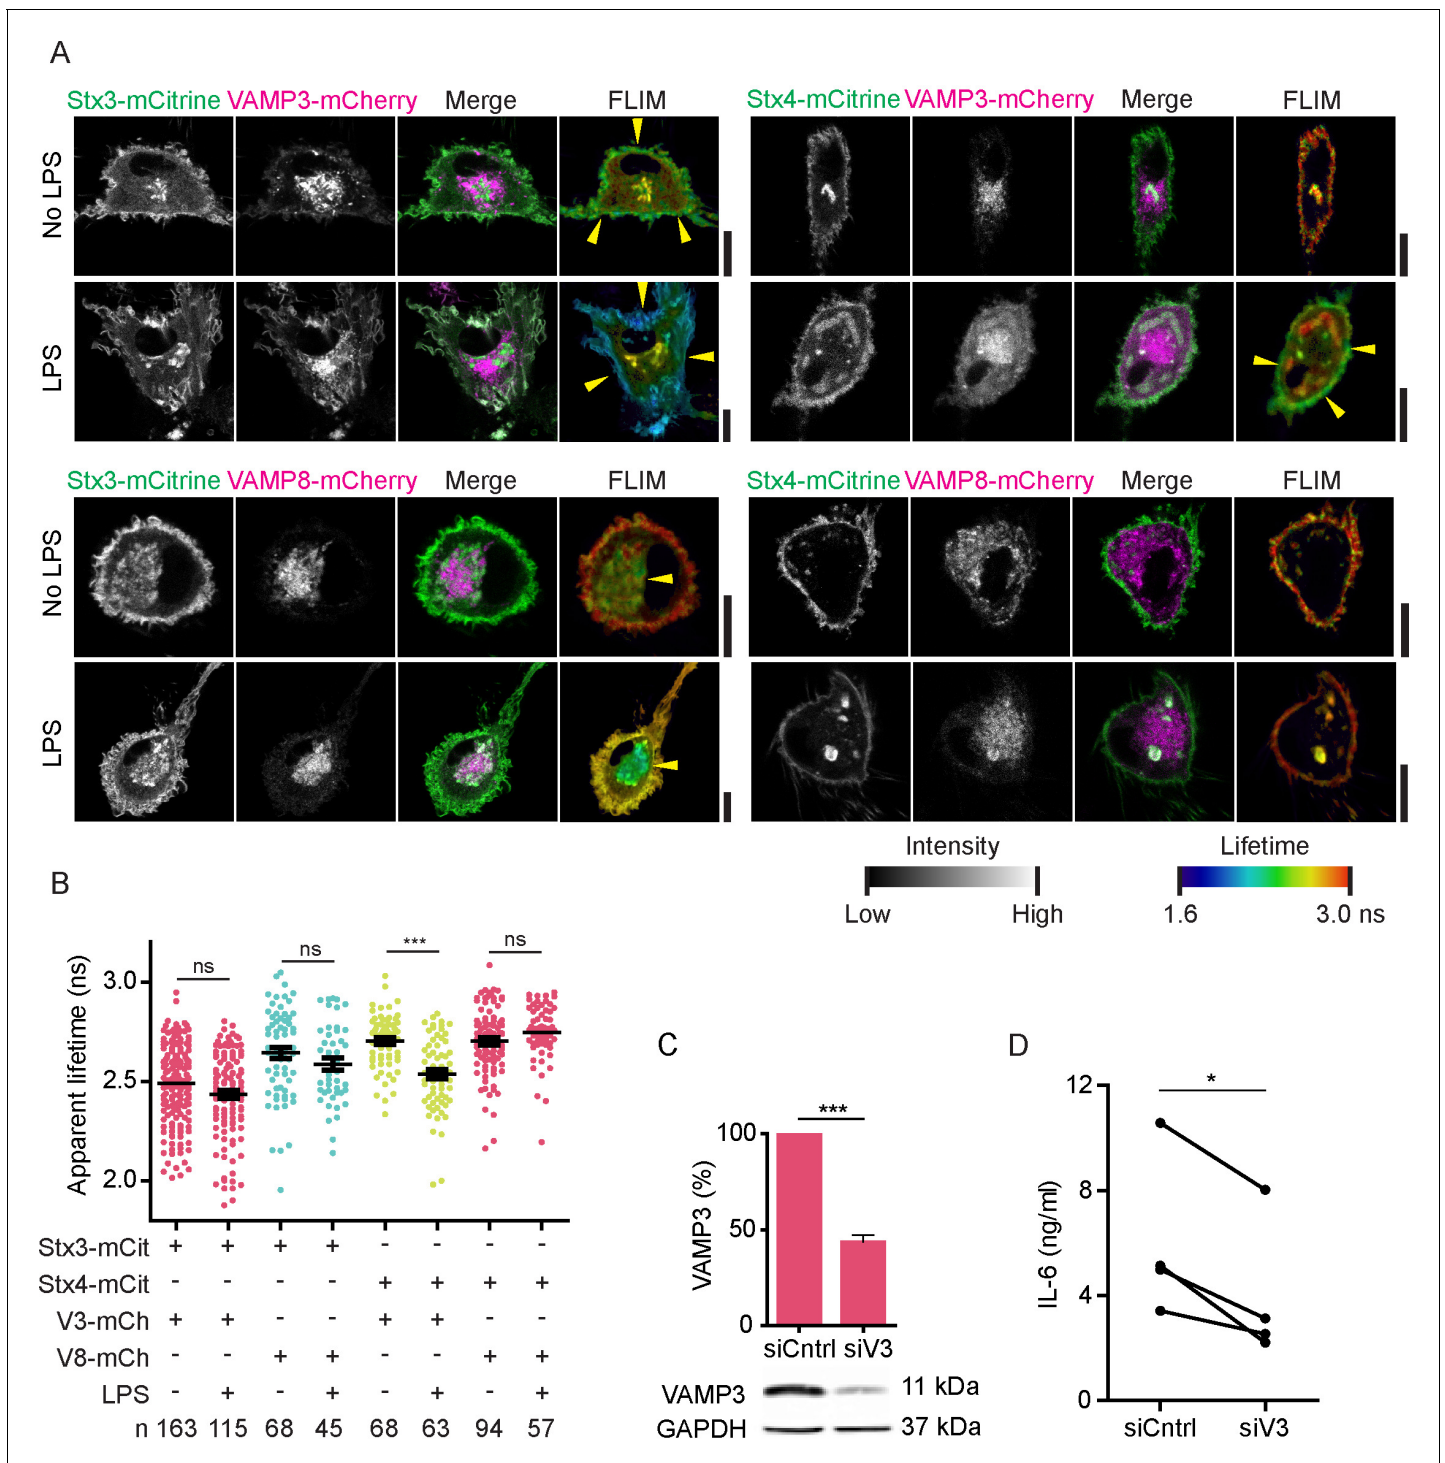 A
Stx3-mCitrine VAMP3-mCherry Merge FLIM
Stx4-mCitrine VAMP3-mCherry Merge FLIM
No LPS
LPS
Stx3-mCitrine VAMP8-mCherry Merge FLIM
Stx4-mCitrine VAMP8-mCherry Merge FLIM
No LPS
LPS
Intensity
Low High
Lifetime
1.6 3.0 ns
B
Apparent lifetime (ns)
3.0
2.5
2.0
ns ns *** ns
Stx3-mCit + + + + - - - -
Stx4-mCit - - - - + + + +
V3-mCh + + - - + + - -
V8-mCh - - + + - - + +
LPS - + - + - + - +
n 163 115 68 45 68 63 94 57
C
VAMP3 (%)
100
50
0
***
siCntrl siV3
VAMP3 11 kDa
GAPDH 37 kDa
D
IL-6 (ng/ml)
12
8
4
0
*
siCntrl siV3